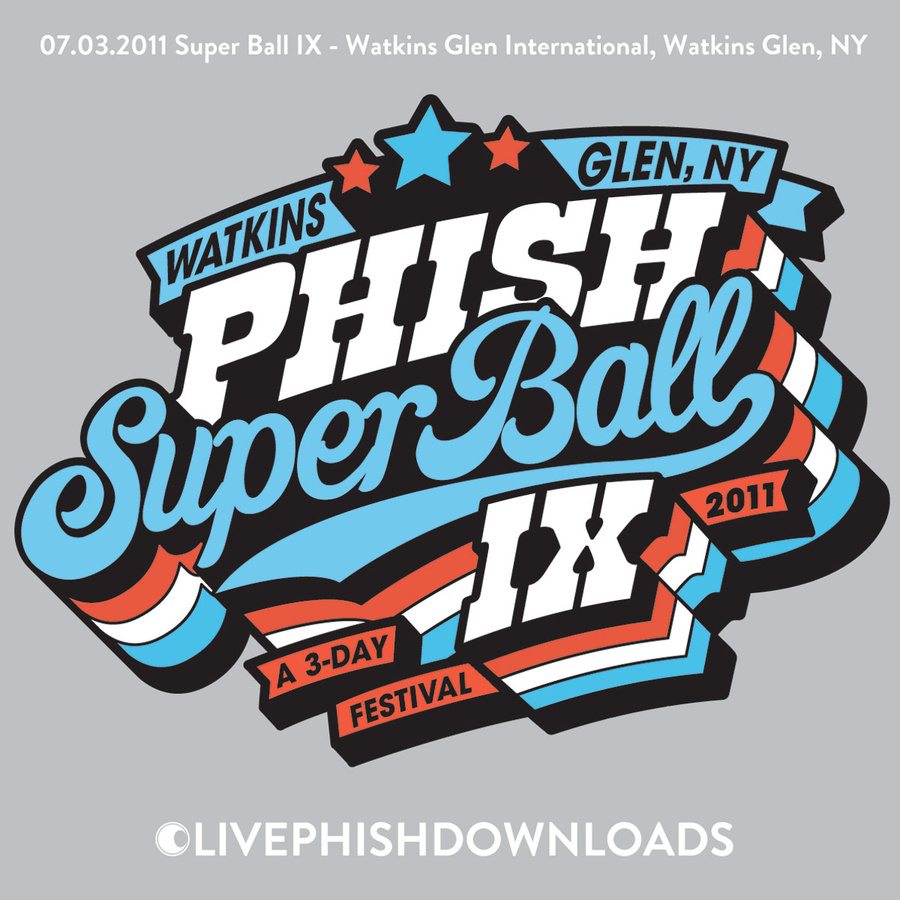 07.03.2011 Super Ball IX - Watkins Glen International, Watkins Glen, NY
WATKINS
GLEN, NY
PHISH
Super Ball
IX
2011
A 3-DAY
FESTIVAL
LIVEPHISHDOWNLOADS